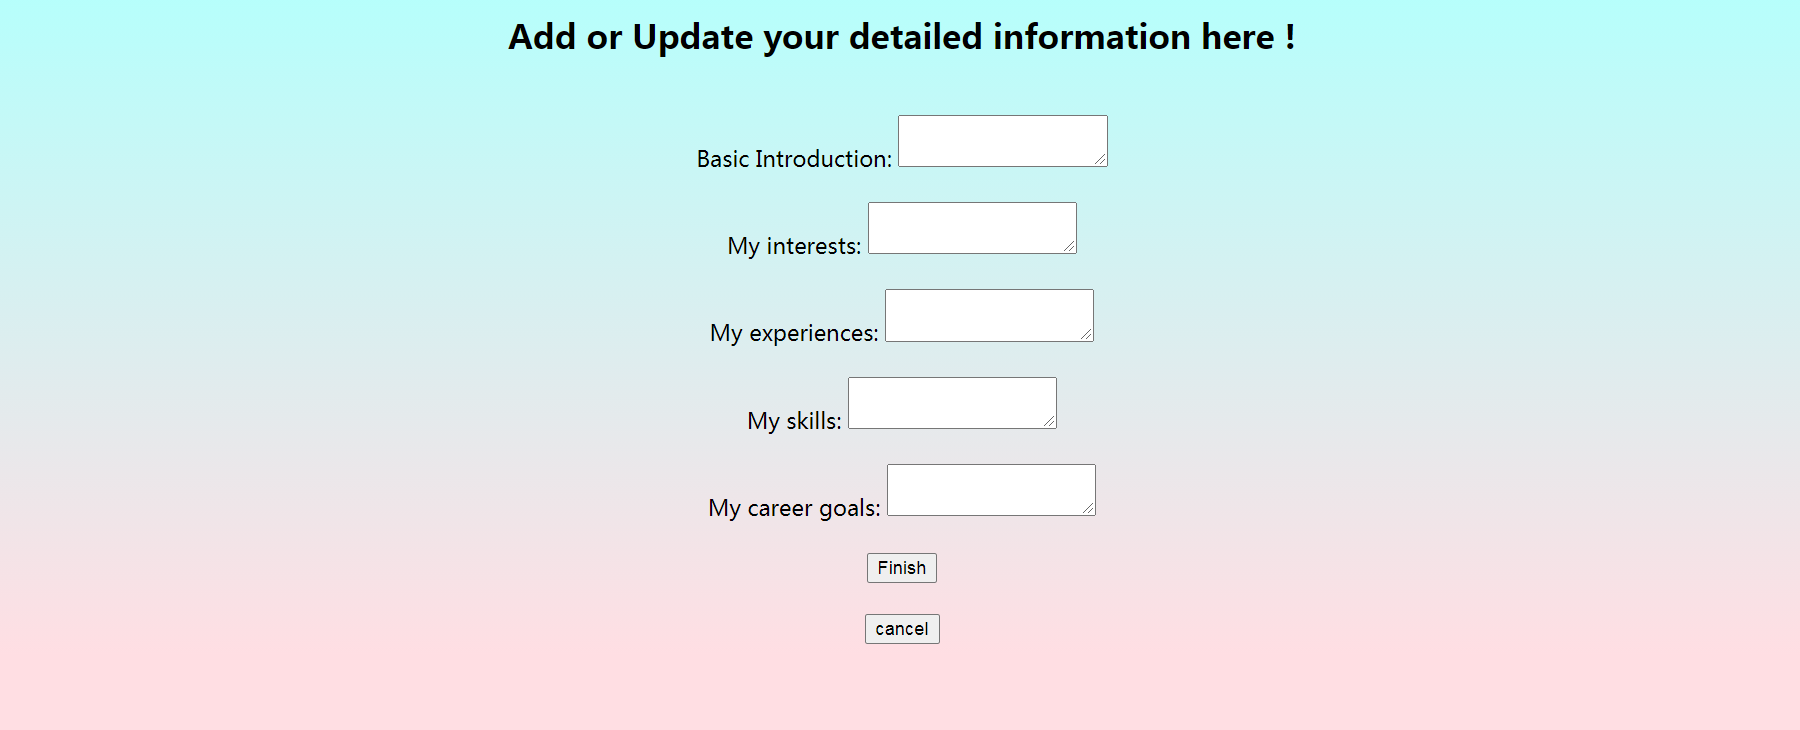 Add or Update your detailed information here !
Basic Introduction:
My interests:
My experiences:
My skills:
My career goals:
Finish
cancel